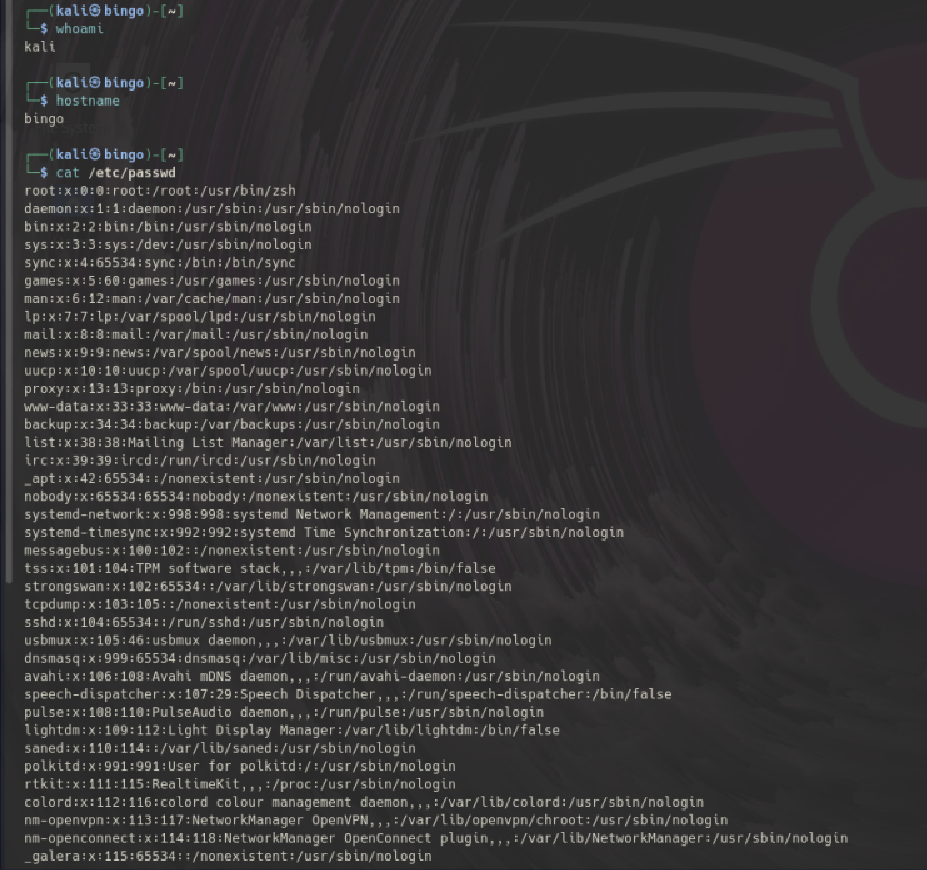 ┌──(kali㉿bingo)-[~]
└─$ whoami
kali
┌──(kali㉿bingo)-[~]
└─$ hostname
bingo
┌──(kali㉿bingo)-[~]
└─$ cat /etc/passwd
root:x:0:0:root:/root:/usr/bin/zsh
daemon:x:1:1:daemon:/usr/sbin:/usr/sbin/nologin
bin:x:2:2:bin:/bin:/usr/sbin/nologin
sys:x:3:3:sys:/dev:/usr/sbin/nologin
sync:x:4:65534:sync:/bin:/bin/sync
games:x:5:60:games:/usr/games:/usr/sbin/nologin
man:x:6:12:man:/var/cache/man:/usr/sbin/nologin
lp:x:7:7:lp:/var/spool/lpd:/usr/sbin/nologin
mail:x:8:8:mail:/var/mail:/usr/sbin/nologin
news:x:9:9:news:/var/spool/news:/usr/sbin/nologin
uucp:x:10:10:uucp:/var/spool/uucp:/usr/sbin/nologin
proxy:x:13:13:proxy:/bin:/usr/sbin/nologin
www-data:x:33:33:www-data:/var/www:/usr/sbin/nologin
backup:x:34:34:backup:/var/backups:/usr/sbin/nologin
list:x:38:38:Mailing List Manager:/var/list:/usr/sbin/nologin
irc:x:39:39:ircd:/run/ircd:/usr/sbin/nologin
_apt:x:42:65534::/nonexistent:/usr/sbin/nologin
nobody:x:65534:65534:nobody:/nonexistent:/usr/sbin/nologin
systemd-network:x:998:998:systemd Network Management:/:/usr/sbin/nologin
systemd-timesync:x:992:992:systemd Time Synchronization:/:/usr/sbin/nologin
messagebus:x:100:102::/nonexistent:/usr/sbin/nologin
tss:x:101:104:TPM software stack,,,:/var/lib/tpm:/bin/false
strongswan:x:102:65534::/var/lib/strongswan:/usr/sbin/nologin
tcpdump:x:103:105::/nonexistent:/usr/sbin/nologin
sshd:x:104:65534::/run/sshd:/usr/sbin/nologin
usbmux:x:105:46:usbmux daemon,,,:/var/lib/usbmux:/usr/sbin/nologin
dnsmasq:x:999:65534:dnsmasq:/var/lib/misc:/usr/sbin/nologin
avahi:x:106:108:Avahi mDNS daemon,,,:/run/avahi-daemon:/usr/sbin/nologin
speech-dispatcher:x:107:29:Speech Dispatcher,,,:/run/speech-dispatcher:/bin/false
pulse:x:108:110:PulseAudio daemon,,,:/run/pulse:/usr/sbin/nologin
lightdm:x:109:112:Light Display Manager:/var/lib/lightdm:/bin/false
saned:x:110:114::/var/lib/saned:/usr/sbin/nologin
polkitd:x:991:991:User for polkitd:/:/usr/sbin/nologin
rtkit:x:111:115:RealtimeKit,,,:/proc:/usr/sbin/nologin
colord:x:112:116:colord colour management daemon,,,:/var/lib/colord:/usr/sbin/nologin
nm-openvpn:x:113:117:NetworkManager OpenVPN,,,:/var/lib/openvpn/chroot:/usr/sbin/nologin
nm-openconnect:x:114:118:NetworkManager OpenConnect plugin,,,:/var/lib/NetworkManager:/usr/sbin/nologin
_galera:x:115:65534::/nonexistent:/usr/sbin/nologin